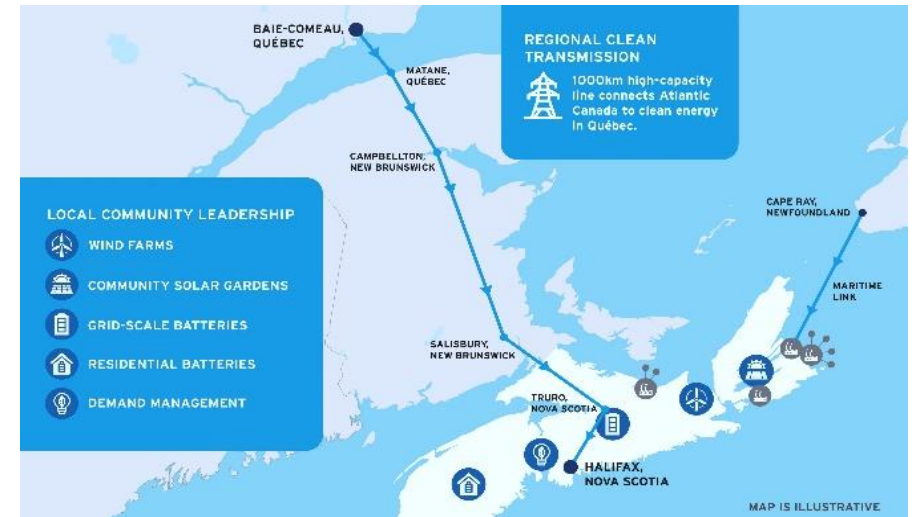 BAIE-COMEAU,
QUÉBEC
MATANE,
QUÉBEC
CAMPBELLTON,
NEW BRUNSWICK
SALISBURY,
NEW BRUNSWICK
TRURO,
NOVA SCOTIA
HALIFAX,
NOVA SCOTIA
REGIONAL CLEAN
TRANSMISSION
1000km high-capacity
line connects Atlantic
Canada to clean energy
in Québec.
CAPE RAY,
NEWFOUNDLAND
MARITIME
LINK
LOCAL COMMUNITY LEADERSHIP
WIND FARMS
COMMUNITY SOLAR GARDENS
GRID-SCALE BATTERIES
RESIDENTIAL BATTERIES
DEMAND MANAGEMENT
MAP IS ILLUSTRATIVE